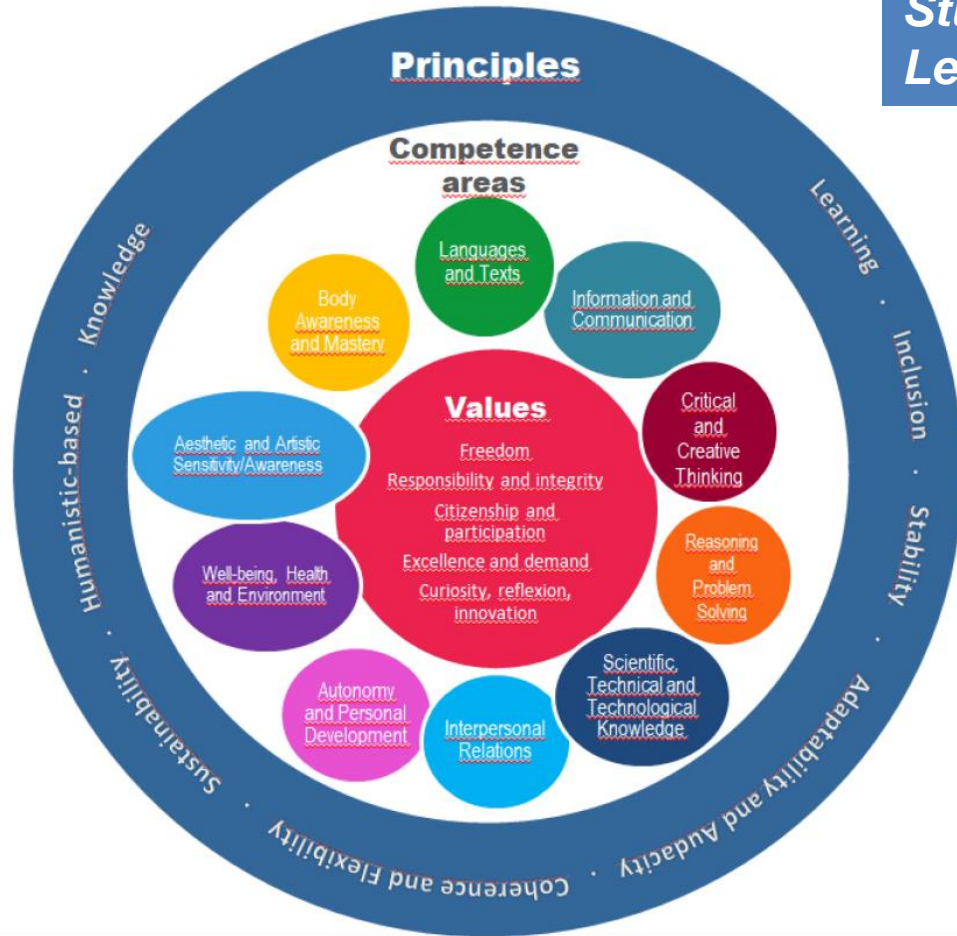 Principles
Competence
areas
Languages
and Texts
Information and
Communication
Critical
and
Creative
Thinking
Reasoning
and
Problem
Solving
Scientific,
Technical and
Technological
Knowledge
Interpersonal
Relations
Autonomy
and Personal
Development
Well-being, Health
and Environment
Aesthetic and Artistic
Sensitivity/Awareness
Body
Awareness
and Mastery
Values
Freedom
Responsibility and integrity
Citizenship and
participation
Excellence and demand
Curiosity, reflexion,
innovation
Learning · Inclusion · Stability · Adaptability and Audacity · Coherence and Flexibility · Sustainability · Humanistic-based · Knowledge